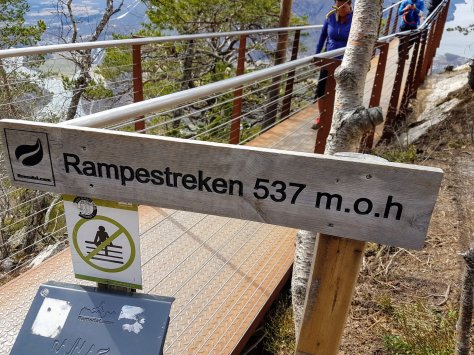 Rampestreken 537 m.o.h